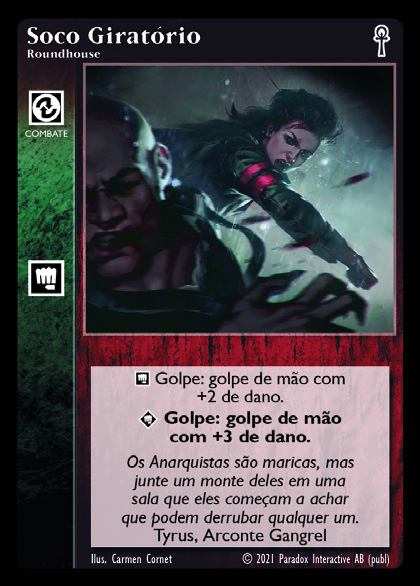 Soco Giratório
Roundhouse
COMBATE
Golpe: golpe de mão com
+2 de dano.
Golpe: golpe de mão
com +3 de dano.
Os Anarquistas são maricas, mas
junte um monte deles em uma
sala que eles começam a achar
que podem derrubar qualquer um.
Tyrus, Arconte Gangrel
Ilus. Carmen Cornet
© 2021 Paradox Interactive AB (publ)